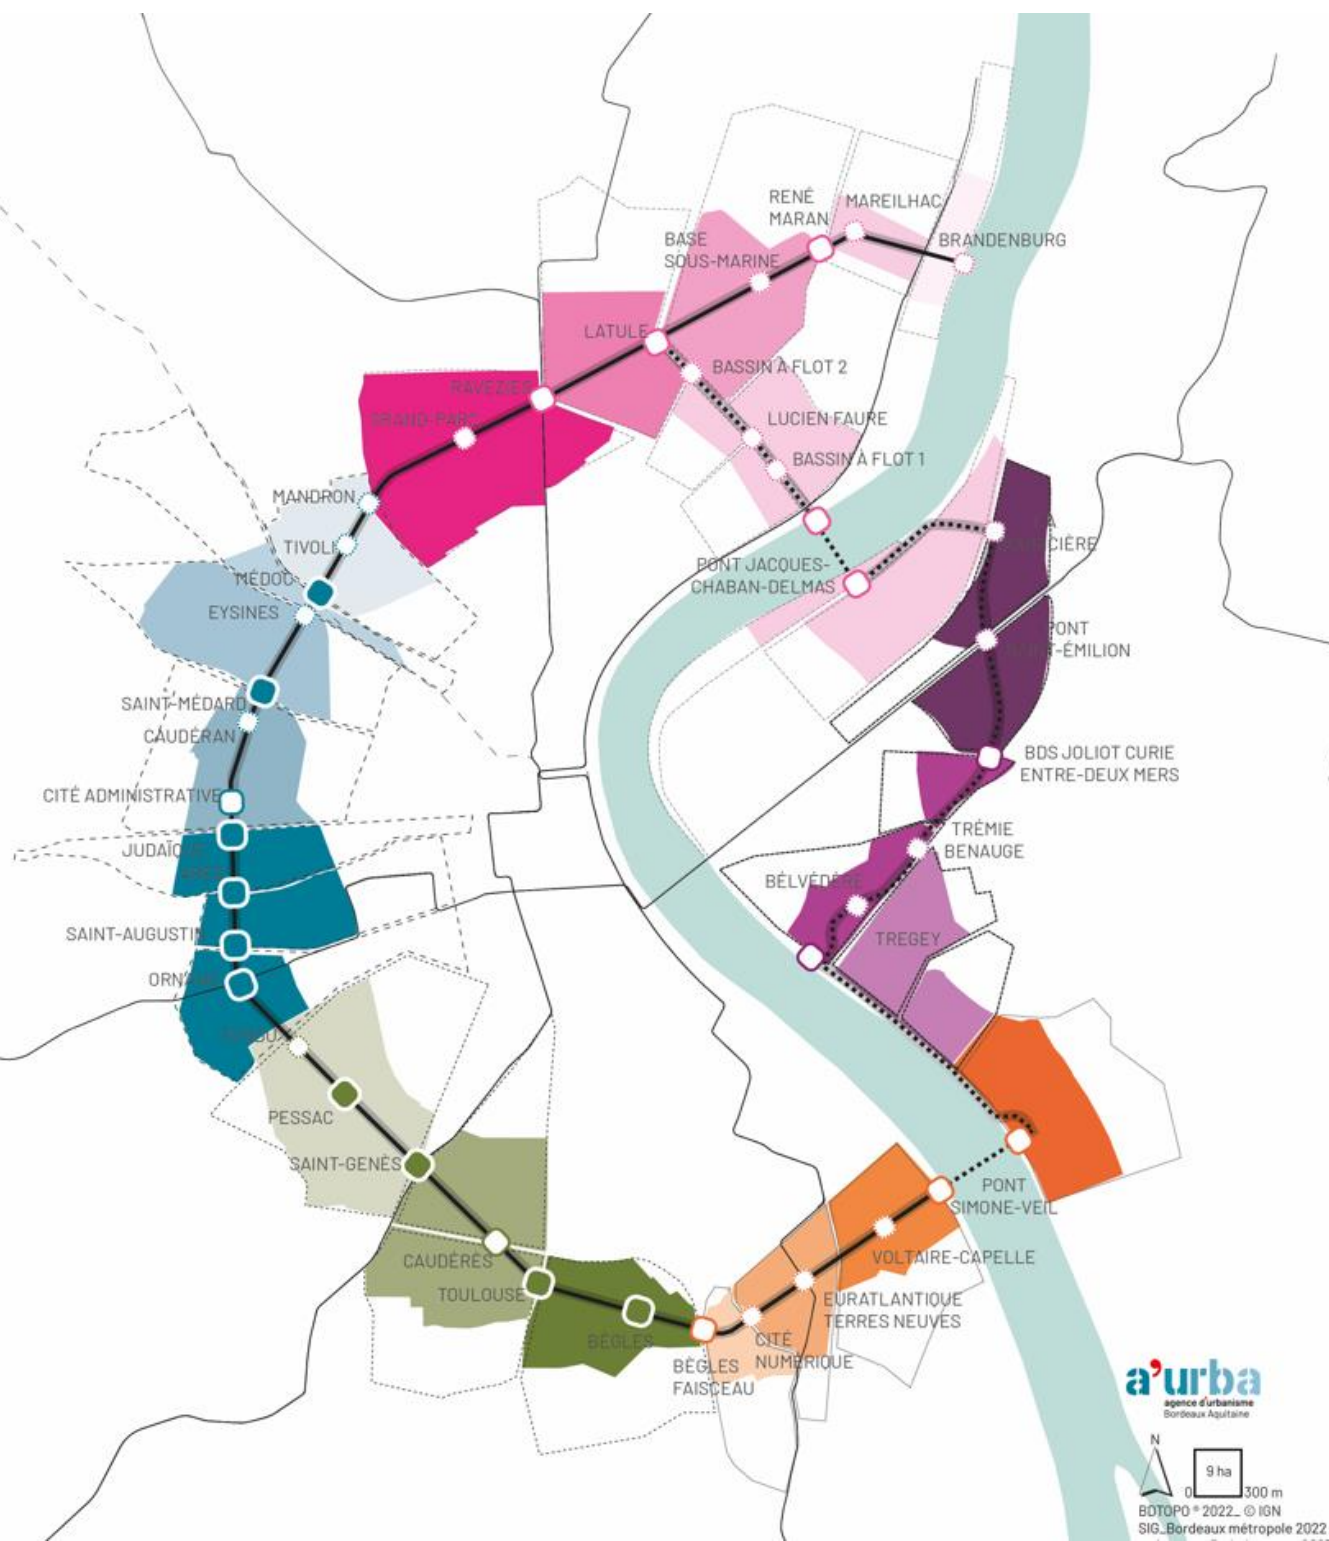 RENÉ
MARAN
MAREILHAC
BASE
SOUS-MARINE
BRANDENBURG
LATULE
BASSIN À FLOT 2
RAVEZIES
GRAND-PARC
LUCIEN FAURE
BASSIN À FLOT 1
MANDRON
TIVOLI
MÉDOC
EYSINES
PONT JACQUES-
CHABAN-DELMAS
PONT
SAINT-ÉMILION
SAINT-MÉDARD
CAUDÉRAN
BDS JOLIOT CURIE
ENTRE-DEUX MERS
CITÉ ADMINISTRATIVE
JUDAÏQUE
TRÉMIE
BENAUGE
BÉLVÉDÈRE
SAINT-AUGUSTIN
TREGEY
ORNANO
PESSAC
SAINT-GENÈS
PONT
SIMONE-VEIL
CAUDÉRÈS
VOLTAIRE-CAPELLE
TOULOUSE
EURATLANTIQUE
TERRES NEUVES
BÈGLES
CITÉ
NUMÉRIQUE
BÈGLES
FAISCEAU
a'urba
agence d'urbanisme
Bordeaux Aquitaine
N
9 ha
0
300 m
BDTOPO ® 2022_ © IGN
SIG_Bordeaux métropole 2022